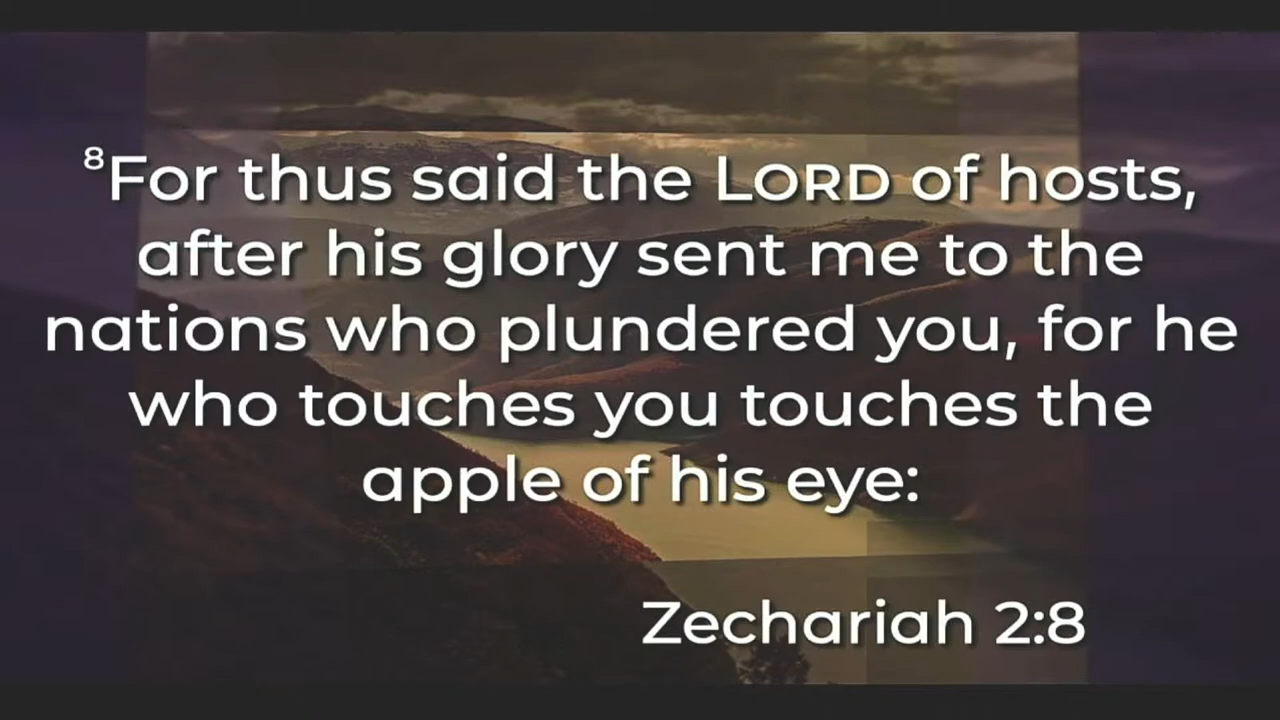 ⁸For thus said the LORD of hosts,
after his glory sent me to the
nations who plundered you, for he
who touches you touches the
apple of his eye:
Zechariah 2:8